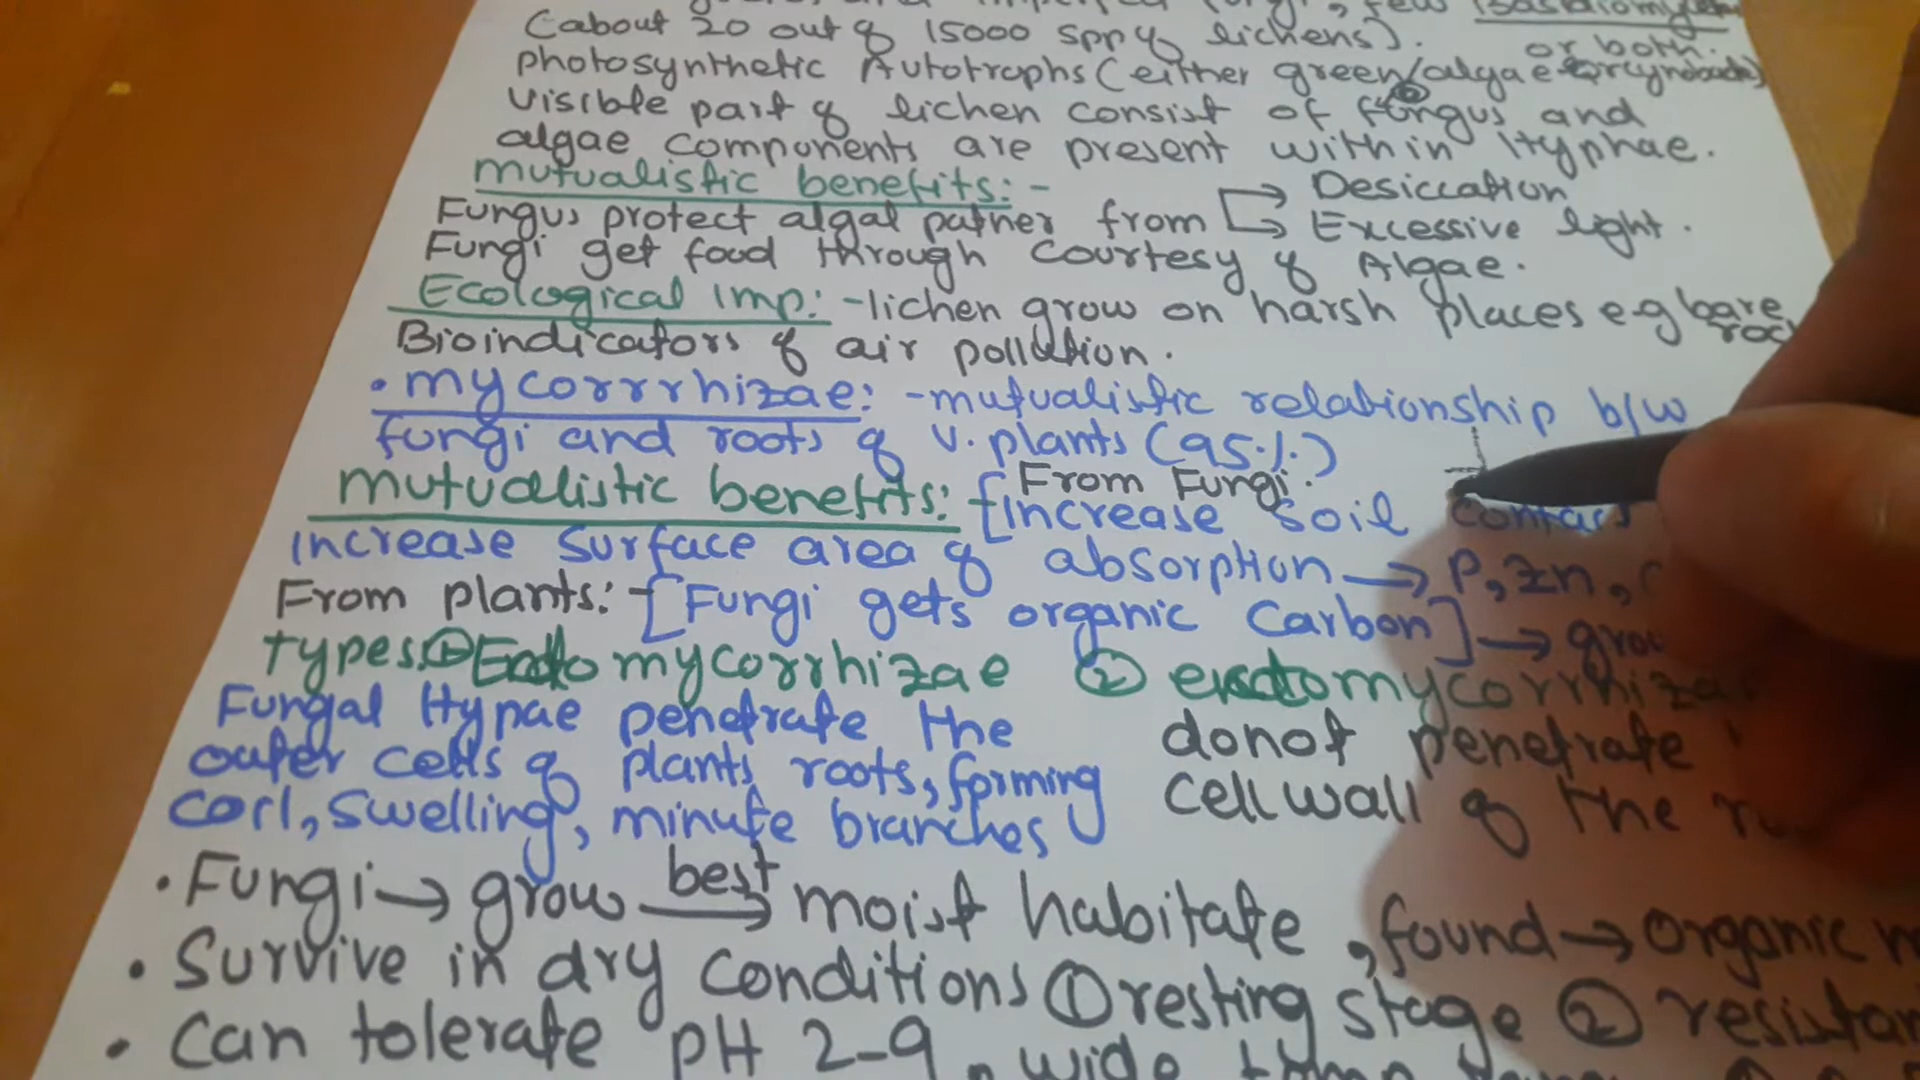 (about 20 out of 15000 spp of lichens).
or both.
photosynthetic Autotrophs (either green/algae or
Visible part of lichen consist of fungus and
algae components are present within Hyphae.
mutualistic benefits:-
Fungus protect algal patner from → Desiccation
→ Excessive light.
Fungi get food through Courtesy of Algae.
Ecological Imp:- lichen grow on harsh places e.g bare
Bioindicators of air pollution.
• mycorrrhizae: -mutualistic relationship b/w
fungi and roots of v. plants (95%)
mutualistic benefits: [From Fungi.
[Increase soil contact
increase surface area of absorption → P, Zn,
From plants:-[Fungi gets organic Carbon] →
Types: ① Endo mycorrhizae ②
Fungal Hypae penetrate the
outer cells of plants roots, forming
corl, swelling, minute branches
donot penetrate
cell wall of the
• Fungi → grow best → moist habitate, found → organic
• Survive in dry conditions ① resting stage ②
• Can tolerate pH 2-9, wide